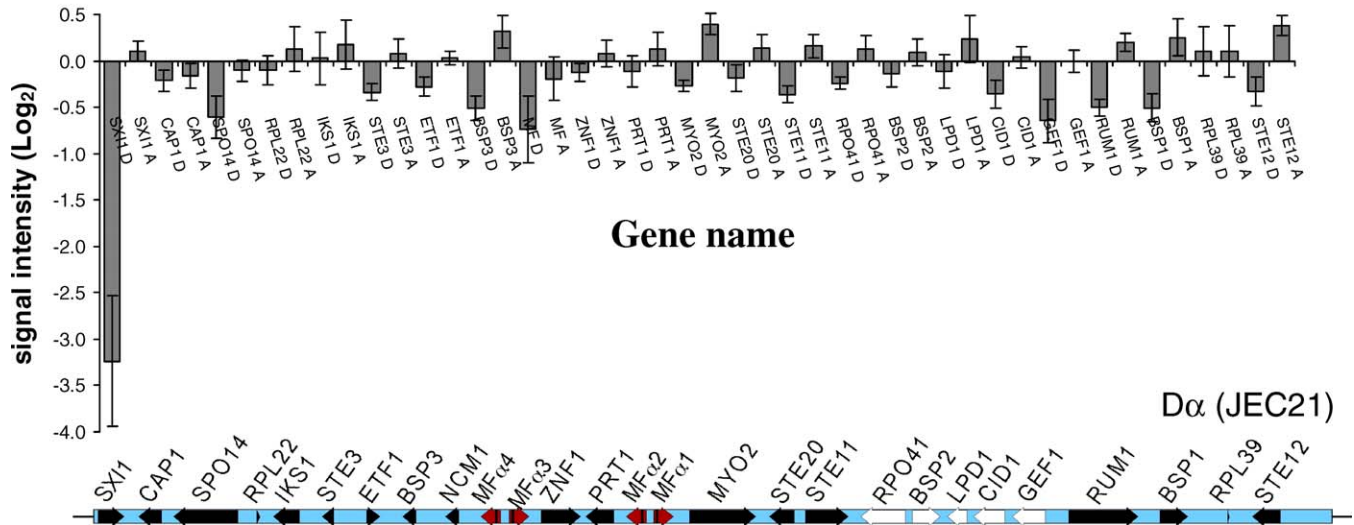 0.5
0.0
-0.5
-1.0
-1.5
-2.0
-2.5
-3.0
-3.5
-4.0
signal intensity (Log2)
SXI1 D
SXI1 A
CAP1 D
CAP1 A
SPO14 D
SPO14 A
RPL22 D
RPL22 A
IKS1 D
IKS1 A
STE3 D
STE3 A
ETF1 D
ETF1 A
BSP3 D
BSP3 A
MF D
MF A
ZNF1 D
ZNF1 A
PRT1 D
PRT1 A
MYO2 D
MYO2 A
STE20 D
STE20 A
STE11 D
STE11 A
RPO41 D
RPO41 A
BSP2 D
BSP2 A
LPD1 D
LPD1 A
CID1 D
CID1 A
GEF1 D
GEF1 A
RUM1 D
RUM1 A
BSP1 D
BSP1 A
RPL39 D
RPL39 A
STE12 D
STE12 A
Gene name
Dα (JEC21)
SXI1
CAP1
SPO14
RPL22
IKS1
STE3
ETF1
BSP3
NCM1
MFα4
MFα3
ZNF1
PRT1
MFα2
MFα1
MYO2
STE20
STE11
RPO41
BSP2
LPD1
CID1
GEF1
RUM1
BSP1
RPL39
STE12